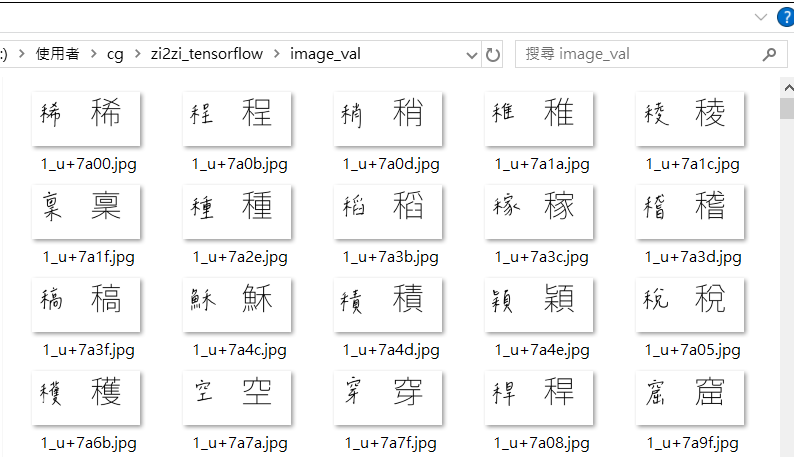 :) > 使用者 > cg > zi2zi_tensorflow > image_val
搜尋 image_val
稀 稀 程 程 稍 稍 稚 稚 稜 稜
1_u+7a00.jpg 1_u+7a0b.jpg 1_u+7a0d.jpg 1_u+7a1a.jpg 1_u+7a1c.jpg
稟 稟 種 種 稻 稻 稼 稼 稽 稽
1_u+7a1f.jpg 1_u+7a2e.jpg 1_u+7a3b.jpg 1_u+7a3c.jpg 1_u+7a3d.jpg
稿 稿 穌 穌 積 積 穎 穎 稅 稅
1_u+7a3f.jpg 1_u+7a4c.jpg 1_u+7a4d.jpg 1_u+7a4e.jpg 1_u+7a05.jpg
穫 穫 空 空 穿 穿 稈 稈 窟 窟
1_u+7a6b.jpg 1_u+7a7a.jpg 1_u+7a7f.jpg 1_u+7a08.jpg 1_u+7a9f.jpg